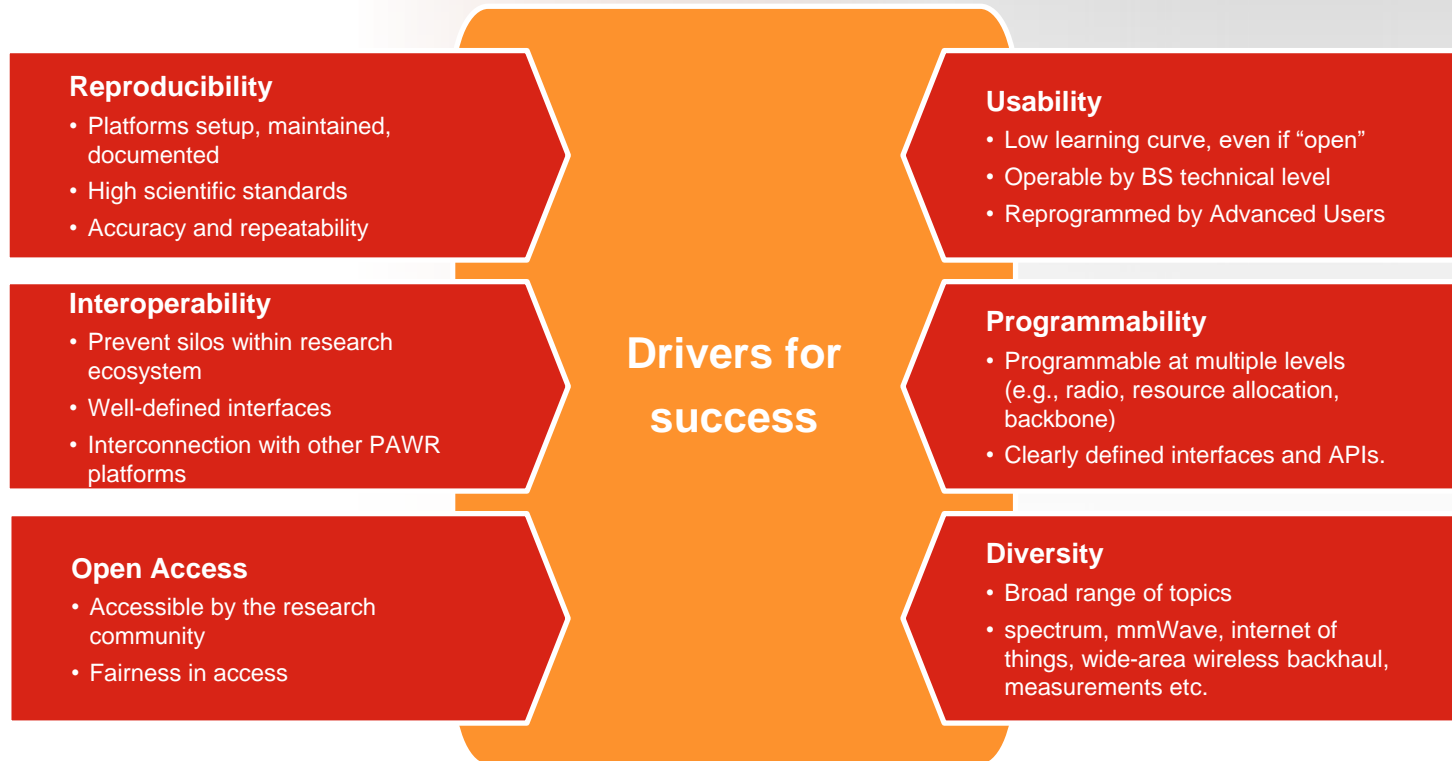 Reproducibility
• Platforms setup, maintained,
documented
• High scientific standards
• Accuracy and repeatability
Interoperability
• Prevent silos within research
ecosystem
• Well-defined interfaces
• Interconnection with other PAWR
platforms
Open Access
• Accessible by the research
community
• Fairness in access
Drivers for
success
Usability
• Low learning curve, even if “open”
• Operable by BS technical level
• Reprogrammed by Advanced Users
Programmability
• Programmable at multiple levels
(e.g., radio, resource allocation,
backbone)
• Clearly defined interfaces and APIs.
Diversity
• Broad range of topics
• spectrum, mmWave, internet of
things, wide-area wireless backhaul,
measurements etc.